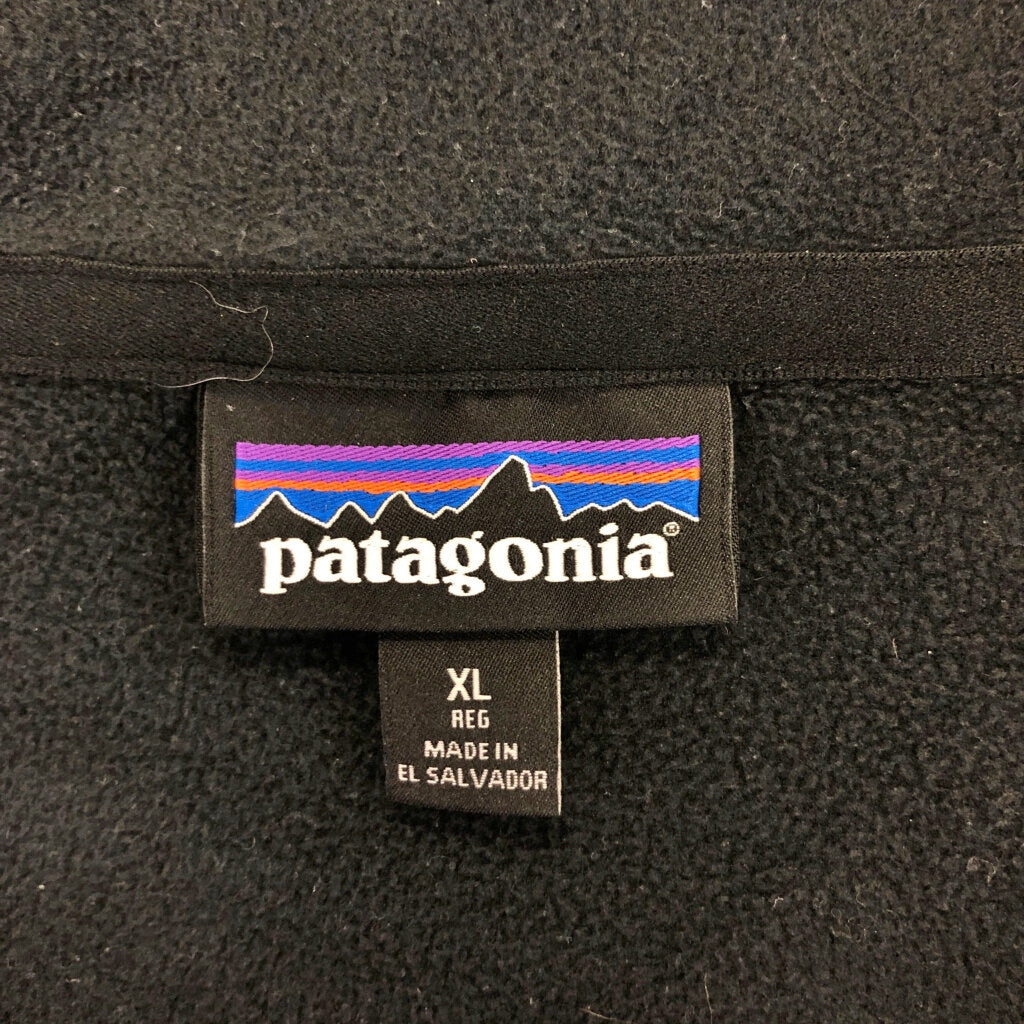 patagonia®
XL
REG
MADE IN
EL SALVADOR